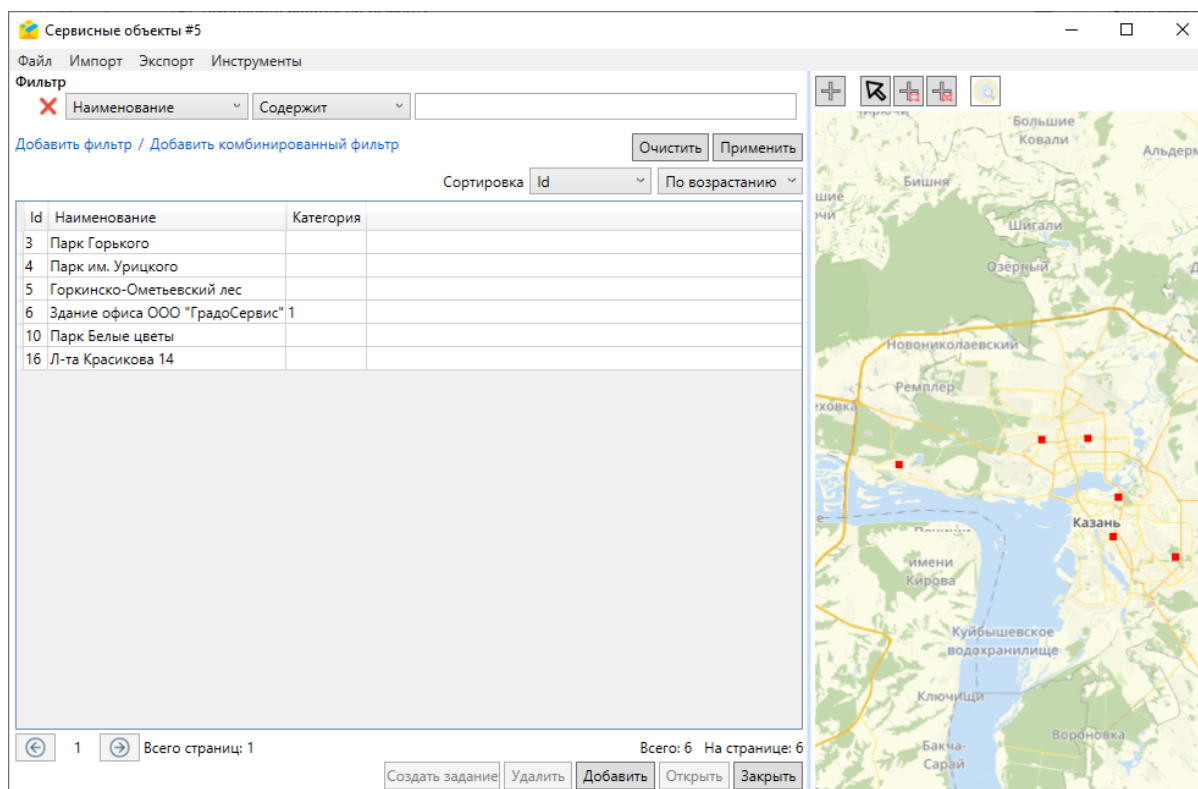 Сервисные объекты #5
Файл Импорт Экспорт Инструменты
Фильтр
Наименование Содержит
Добавить фильтр / Добавить комбинированный фильтр
Очистить Применить
Сортировка Id По возрастанию
Id Наименование Категория
3 Парк Горького
4 Парк им. Урицкого
5 Горкинско-Ометьевский лес
6 Здание офиса ООО "ГрадоСервис" 1
10 Парк Белые цветы
16 Л-та Красикова 14
1 Всего страниц: 1
Всего: 6 На странице: 6
Создать задание Удалить Добавить Открыть Закрыть
Большие
Ковали
Альдерм
Бишня
шие
Шигали
Озёрный
Новониколаевский
Ремплер
еховка
Казань
имени
Кирова
Куйбышевское
водохранилище
Ключищи
Вороновка
Бакча-
Сарай